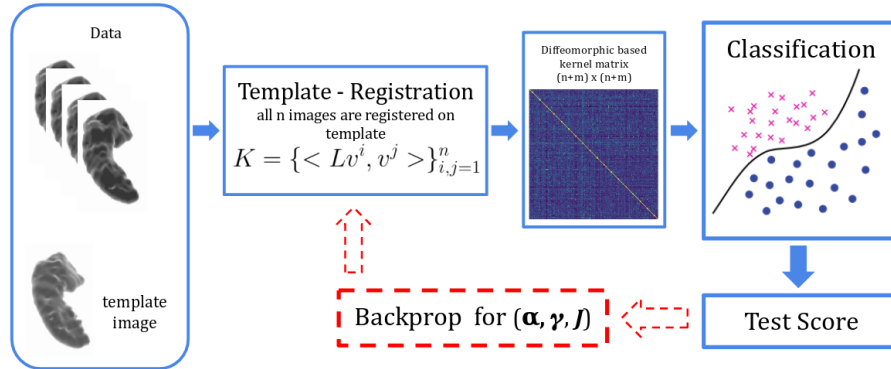 Data
template
image
Template - Registration
all n images are registered on
template
K = {< Lv^i, v^j >}^n_{i,j=1}
Diffeomorphic based
kernel matrix
(n+m) x (n+m)
Classification
Test Score
Backprop for (α, γ, J)